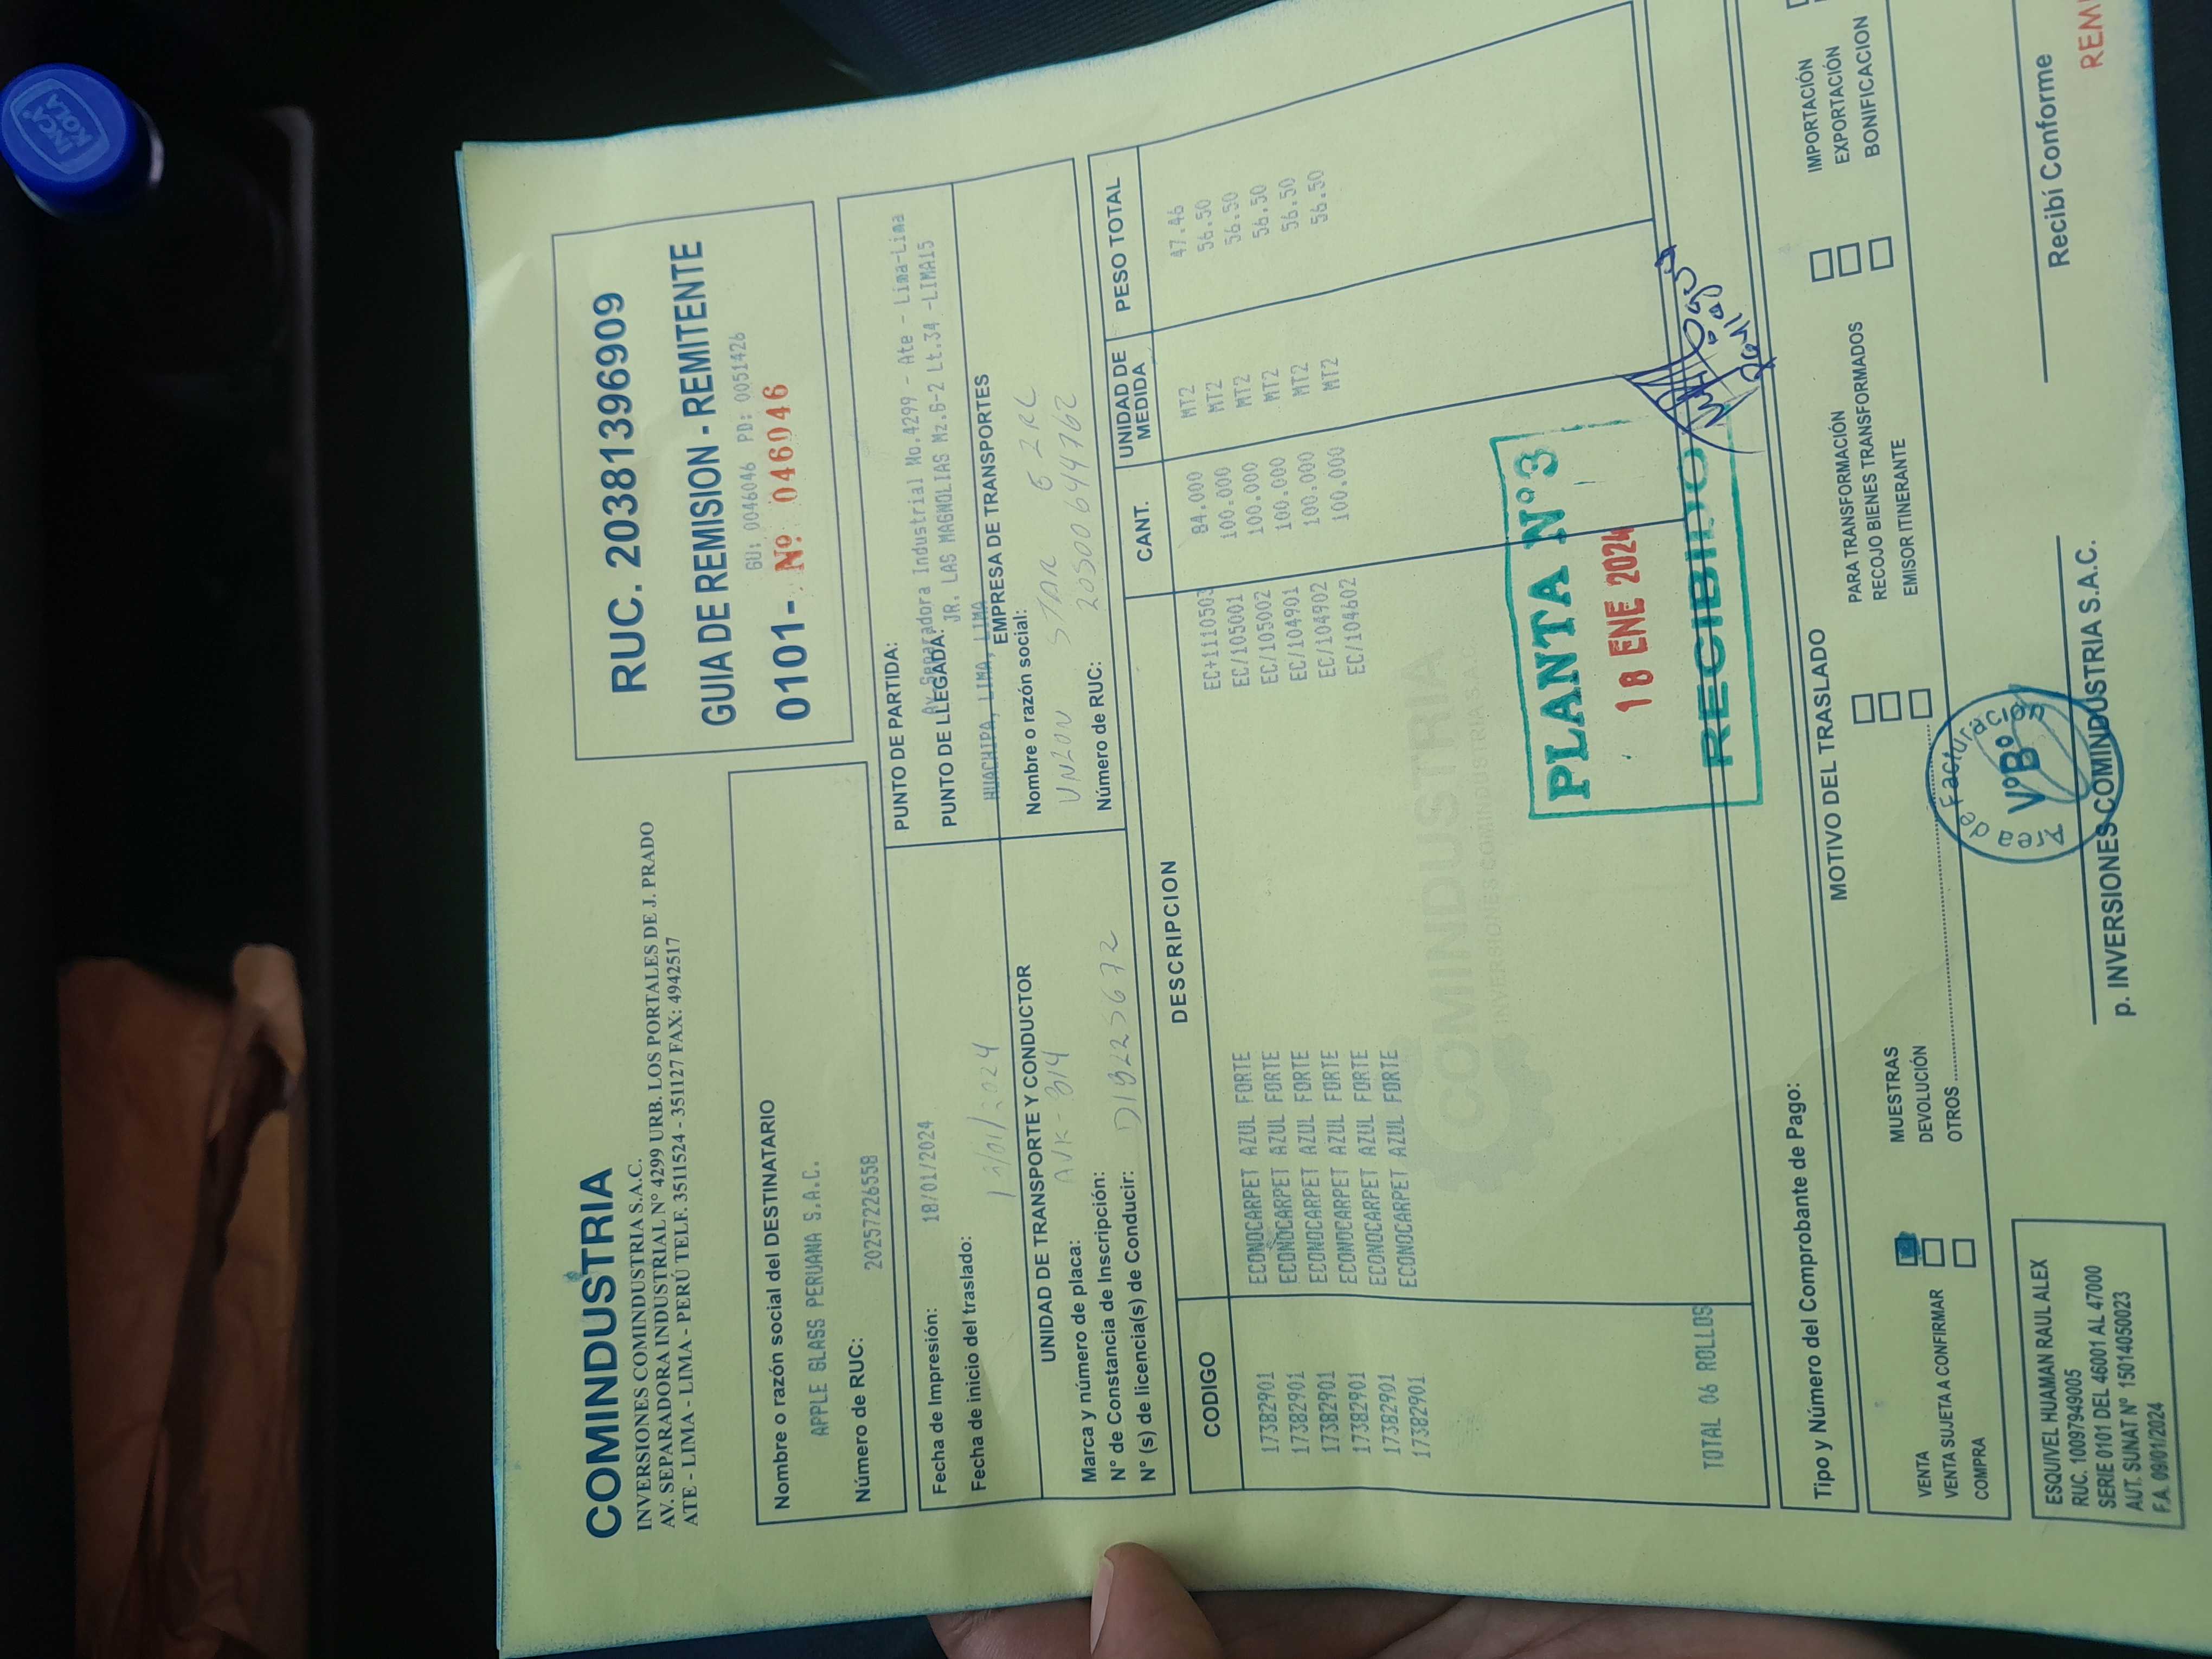 INCA
KOLA
COMINDUSTRIA
INVERSIONES COMINDUSTRIA S.A.C.
AV. SEPARADORA INDUSTRIAL Nº 4299 URB. LOS PORTALES DE J. PRADO
ATE - LIMA - PERÚ TELF. 3511524 - 351127 FAX: 4942517
RUC. 20381396909
GUIA DE REMISION - REMITENTE
GU: 0046046 PD: 0051426
0101- Nº 046046
Nombre o razón social del DESTINATARIO
APPLE GLASS PERUANA S.A.C.
Número de RUC: 20257226558
PUNTO DE PARTIDA:
Av.Separadora Industrial No.4299 - Ate - Lima-Lima
PUNTO DE LLEGADA:
JR. LAS MAGNOLIAS Mz.G-2 Lt.34 -LIMA15
HUACHIPA, LIMA, LIMA
Fecha de Impresión: 18/01/2024
Fecha de inicio del traslado:
EMPRESA DE TRANSPORTES
Nombre o razón social:
STAR
Número de RUC:
UNIDAD DE TRANSPORTE Y CONDUCTOR
Marca y número de placa:
Nº de Constancia de Inscripción:
Nº (s) de licencia(s) de Conducir:
CODIGO DESCRIPCION CANT. UNIDAD DE MEDIDA PESO TOTAL
17382901 ECONOCARPET AZUL FORTE EC+1110503 84.000 MT2 47.46
17382901 ECONOCARPET AZUL FORTE EC/105001 100.000 MT2 56.50
17382901 ECONOCARPET AZUL FORTE EC/105002 100.000 MT2 56.50
17382901 ECONOCARPET AZUL FORTE EC/104901 100.000 MT2 56.50
17382901 ECONOCARPET AZUL FORTE EC/104902 100.000 MT2 56.50
17382901 ECONOCARPET AZUL FORTE EC/104602 100.000 MT2 56.50
COMINDUSTRIA
INVERSIONES COMINDUSTRIA S.A.C.
PLANTA Nº3
18 ENE 2024
RECIBIDO
TOTAL 06 ROLLOS
Tipo y Número del Comprobante de Pago:
MOTIVO DEL TRASLADO
VENTA
VENTA SUJETA A CONFIRMAR
COMPRA
MUESTRAS
DEVOLUCIÓN
OTROS
PARA TRANSFORMACIÓN
RECOJO BIENES TRANSFORMADOS
EMISOR ITINERANTE
IMPORTACIÓN
EXPORTACIÓN
BONIFICACION
Area de Facturación
VºBº
ESQUIVEL HUAMAN RAUL ALEX
RUC. 10097949005
SERIE 0101 DEL 46001 AL 47000
AUT. SUNAT Nº 15014050023
F.A. 09/01/2024
p. INVERSIONES COMINDUSTRIA S.A.C.
Recibí Conforme